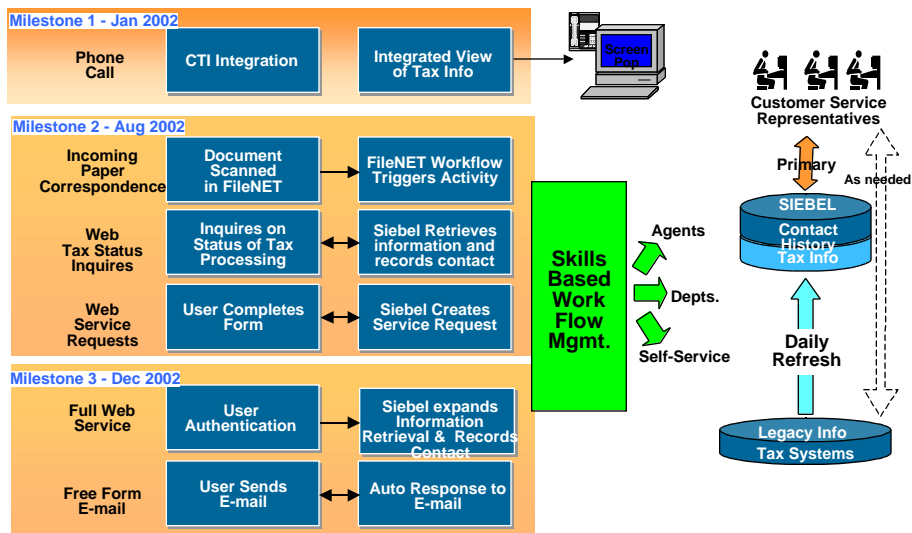 Milestone 1 - Jan 2002
Phone
Call
CTI Integration
Integrated View
of Tax Info
Screen
Pop
Milestone 2 - Aug 2002
Incoming
Paper
Correspondence
Document
Scanned
in FileNET
FileNET Workflow
Triggers Activity
Web
Tax Status
Inquires
Inquires on
Status of Tax
Processing
Siebel Retrieves
information and
records contact
Web
Service
Requests
User Completes
Form
Siebel Creates
Service Request
Milestone 3 - Dec 2002
Full Web
Service
User
Authentication
Siebel expands
Information
Retrieval & Records
Contact
Free Form
E-mail
User Sends
E-mail
Auto Response to
E-mail
Skills
Based
Work
Flow
Mgmt.
Agents
Depts.
Self-Service
Customer Service
Representatives
Primary
As needed
SIEBEL
Contact
History
Tax Info
Daily
Refresh
Legacy Info
Tax Systems